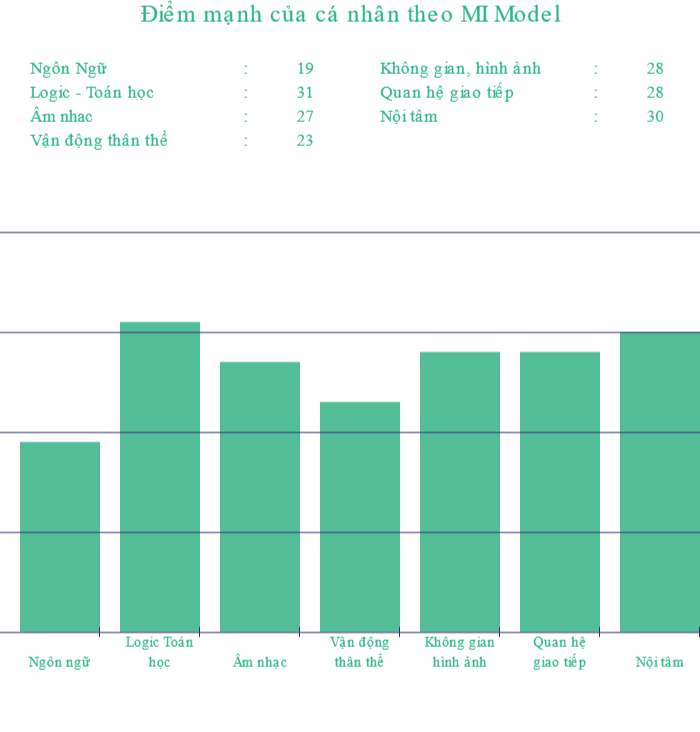 Điểm mạnh của cá nhân theo MI Model
Ngôn Ngữ : 19 Không gian, hình ảnh : 28
Logic - Toán học : 31 Quan hệ giao tiếp : 28
Âm nhac : 27 Nội tâm : 30
Vận động thân thể : 23
Logic Toán Vận động Không gian Quan hệ
Ngôn ngữ học Âm nhạc thân thể hình ảnh giao tiếp Nội tâm